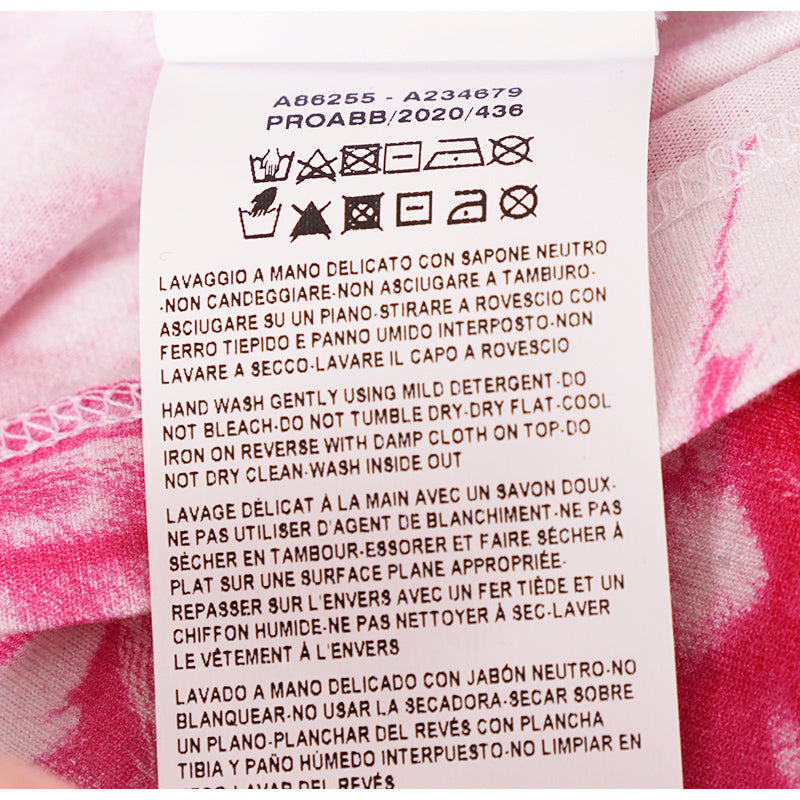 A86255 - A234679
PROABB/2020/436
LAVAGGIO A MANO DELICATO CON SAPONE NEUTRO
-NON CANDEGGIARE-NON ASCIUGARE A TAMBURO-
ASCIUGARE SU UN PIANO-STIRARE A ROVESCIO CON
FERRO TIEPIDO E PANNO UMIDO INTERPOSTO-NON
LAVARE A SECCO-LAVARE IL CAPO A ROVESCIO
HAND WASH GENTLY USING MILD DETERGENT-DO
NOT BLEACH-DO NOT TUMBLE DRY-DRY FLAT-COOL
IRON ON REVERSE WITH DAMP CLOTH ON TOP-DO
NOT DRY CLEAN-WASH INSIDE OUT
LAVAGE DÉLICAT À LA MAIN AVEC UN SAVON DOUX-
NE PAS UTILISER D'AGENT DE BLANCHIMENT-NE PAS
SÉCHER EN TAMBOUR-ESSORER ET FAIRE SÉCHER À
PLAT SUR UNE SURFACE PLANE APPROPRIÉE-
REPASSER SUR L'ENVERS AVEC UN FER TIÈDE ET UN
CHIFFON HUMIDE-NE PAS NETTOYER À SEC-LAVER
LE VÊTEMENT À L'ENVERS
LAVADO A MANO DELICADO CON JABÓN NEUTRO-NO
BLANQUEAR-NO USAR LA SECADORA-SECAR SOBRE
UN PLANO-PLANCHAR DEL REVÉS CON PLANCHA
TIBIA Y PAÑO HÚMEDO INTERPUESTO-NO LIMPIAR EN
LAVAR DEL REVÉS